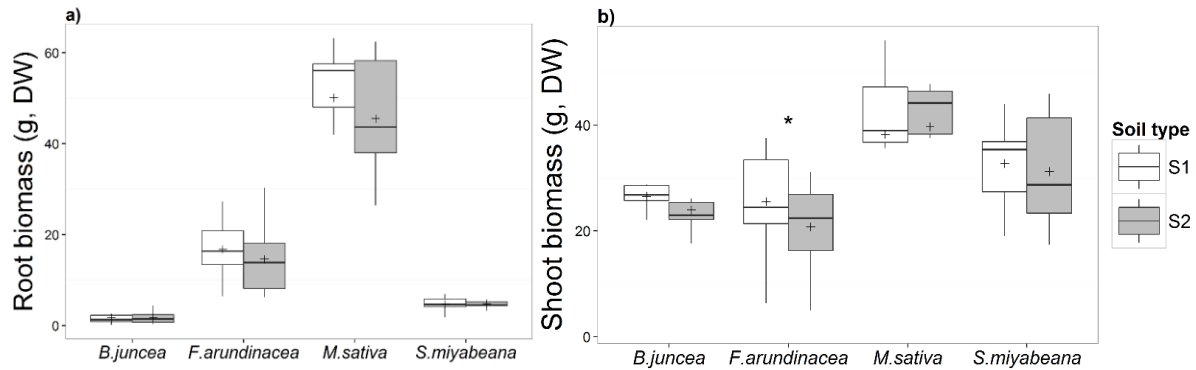 a)
Root biomass (g, DW)
60
40
20
0
B.juncea F.arundinacea M.sativa S.miyabeana
b)
Shoot biomass (g, DW)
40
20
0
*
B.juncea F.arundinacea M.sativa S.miyabeana
Soil type
S1
S2